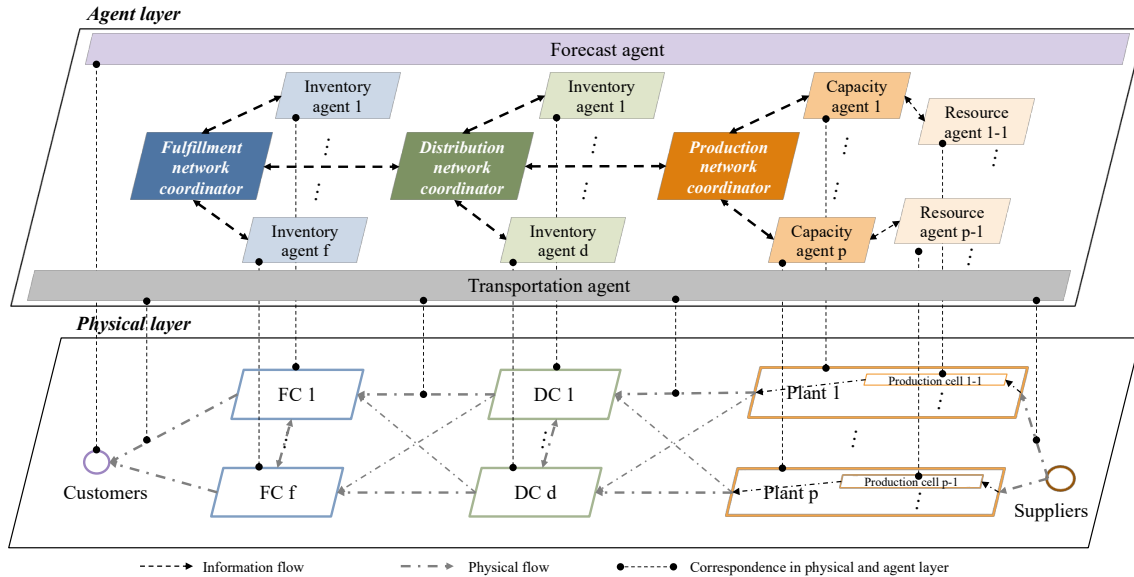 Agent layer
Forecast agent
Inventory
agent 1
Inventory
agent 1
Capacity
agent 1
Resource
agent 1-1
Fulfillment
network
coordinator
Distribution
network
coordinator
Production
network
coordinator
Inventory
agent f
Inventory
agent d
Capacity
agent p
Resource
agent p-1
Transportation agent
Physical layer
FC 1
DC 1
Plant 1
Production cell 1-1
Customers
FC f
DC d
Plant p
Production cell p-1
Suppliers
Information flow
Physical flow
Correspondence in physical and agent layer